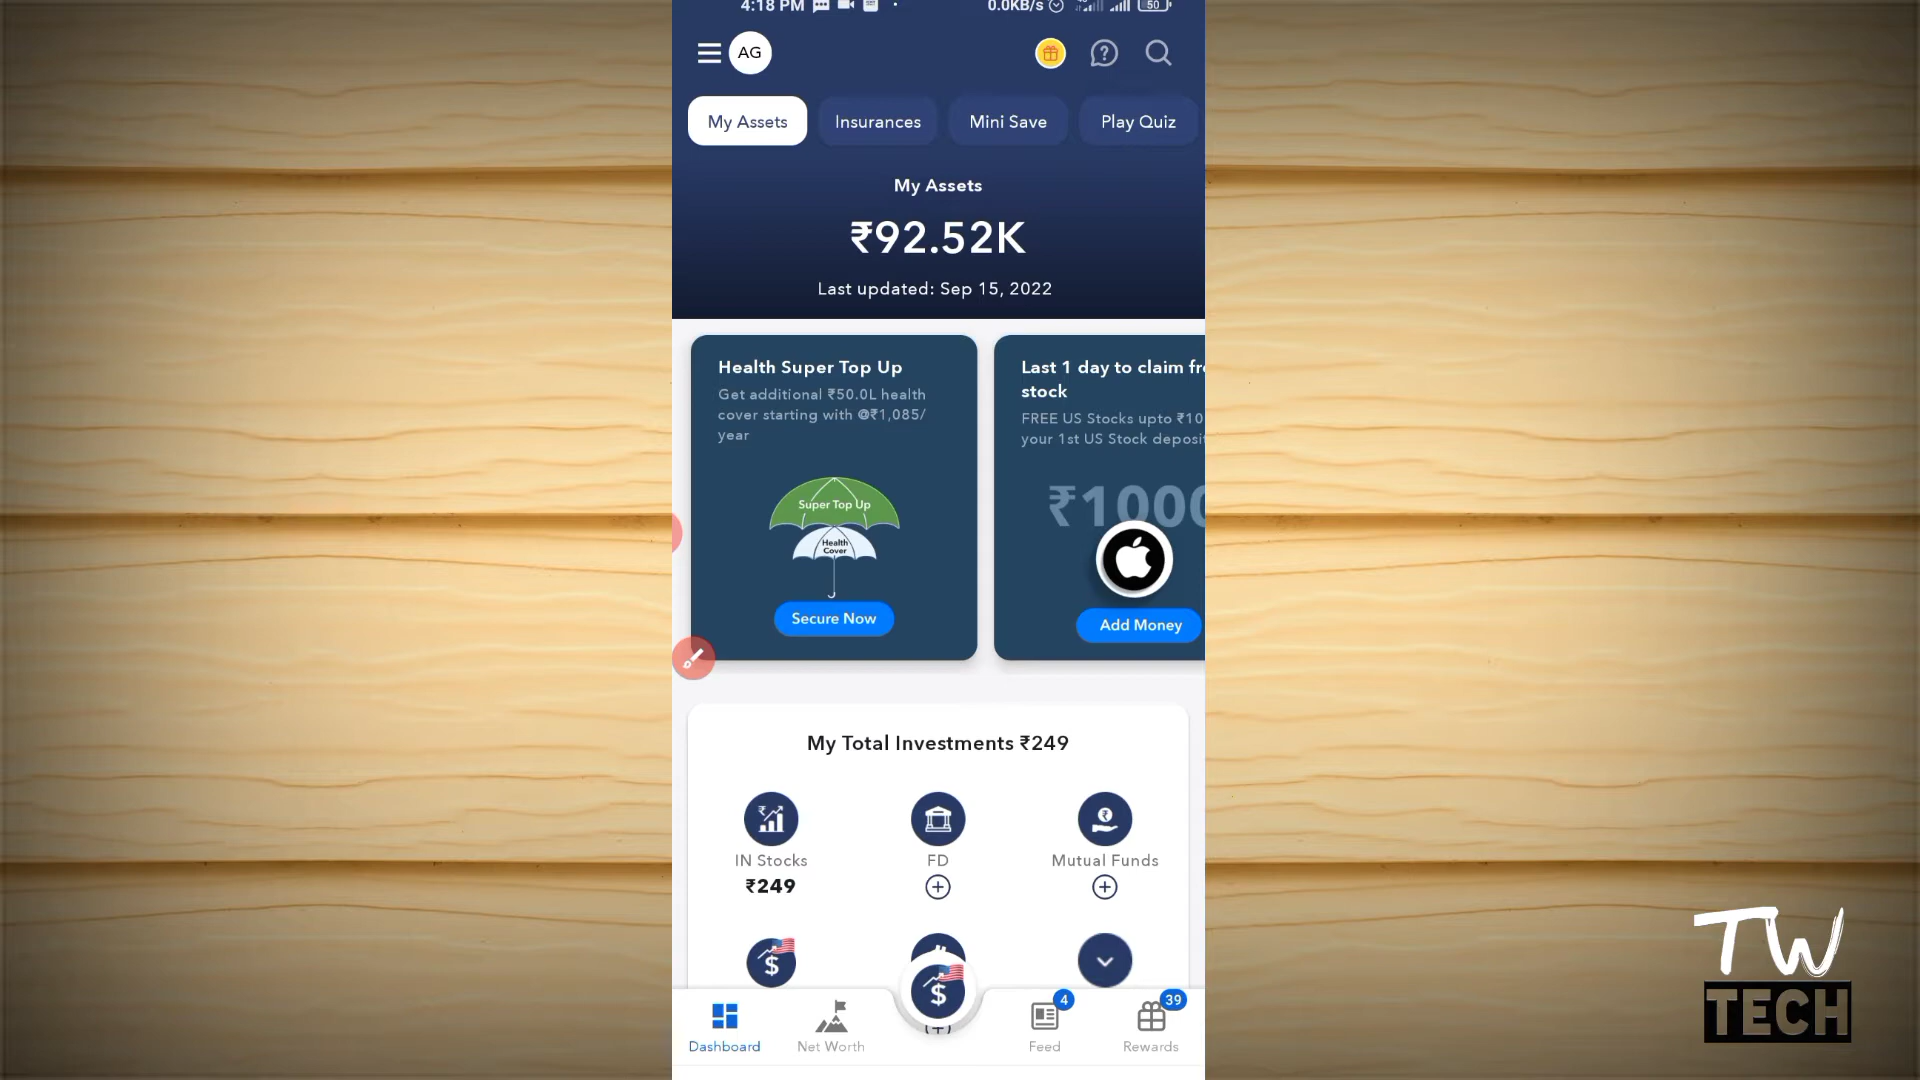 4:18 PM
0.0KB/s
50
AG
My Assets
Insurances
Mini Save
Play Quiz
My Assets
₹92.52K
Last updated: Sep 15, 2022
Health Super Top Up
Get additional ₹50.0L health
cover starting with @₹1,085/
year
Super Top Up
Health
Cover
Secure Now
Last 1 day to claim fr
stock
FREE US Stocks upto ₹10
your 1st US Stock deposit
₹1000
Add Money
My Total Investments ₹249
IN Stocks
₹249
FD
Mutual Funds
4
39
Dashboard
Net Worth
Feed
Rewards
TW
TECH